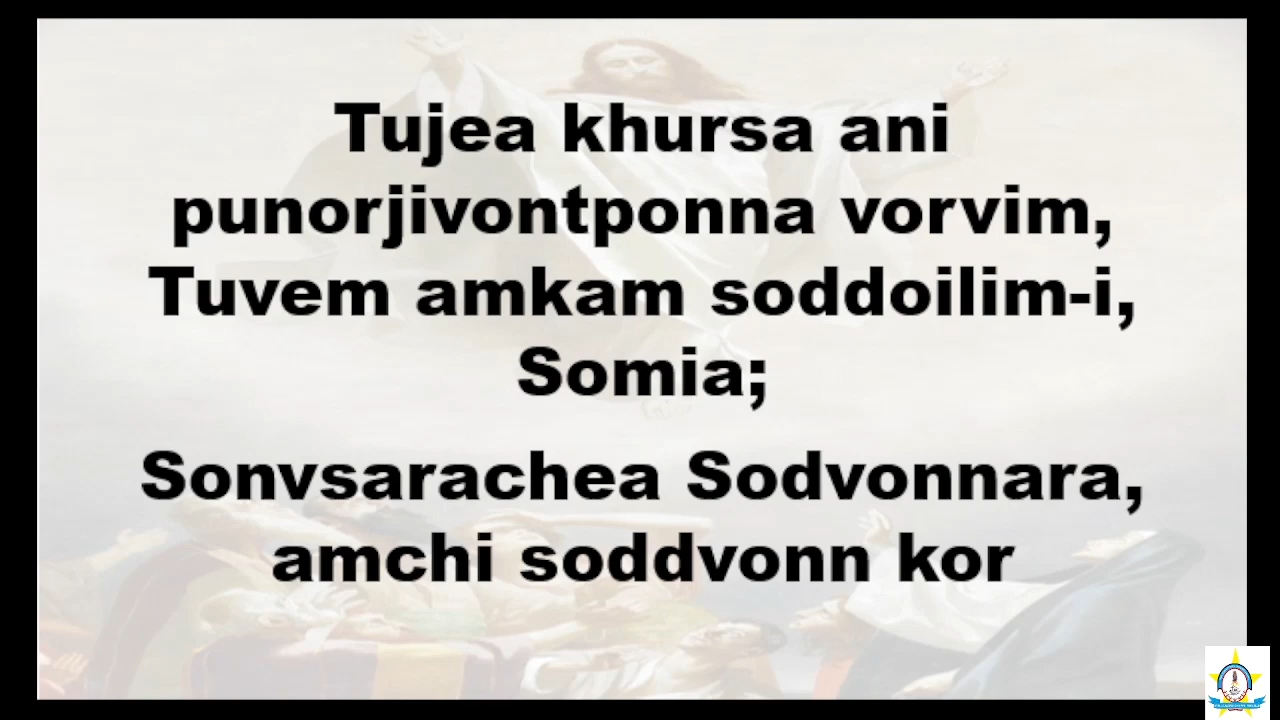 Tujea khursa ani
punorjivontponna vorvim,
Tuvem amkam soddoilim-i,
Somia;
Sonvsarachea Sodvonnara,
amchi soddvonn kor